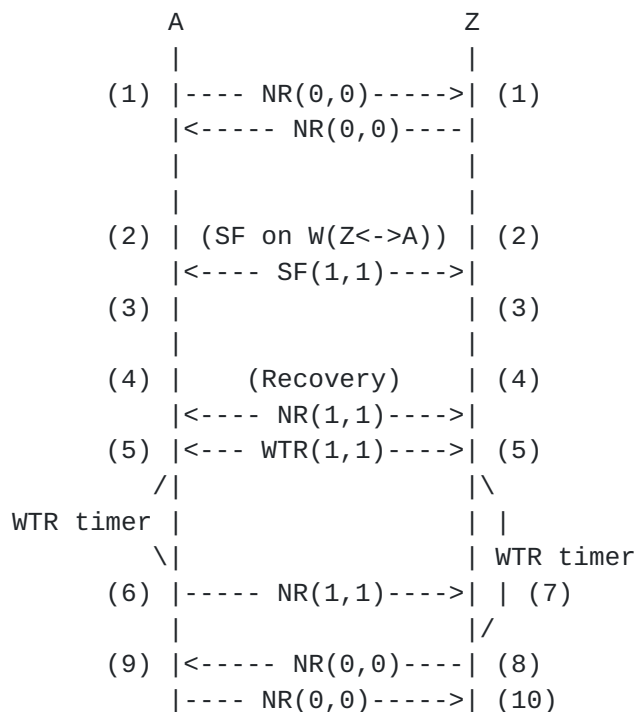 A                  Z
          |                  |
      (1) |---- NR(0,0)----->| (1)
          |<----- NR(0,0)----|
          |                  |
          |                  |
      (2) | (SF on W(Z<->A)) | (2)
          |<---- SF(1,1)---->|
      (3) |                  | (3)
          |                  |
      (4) |    (Recovery)    | (4)
          |<---- NR(1,1)---->|
      (5) |<--- WTR(1,1)---->| (5)
         /|                  |\
WTR timer |                  | |
         \|                  | WTR timer
      (6) |----- NR(1,1)---->| | (7)
          |                  |/
      (9) |<----- NR(0,0)----| (8)
          |---- NR(0,0)----->| (10)